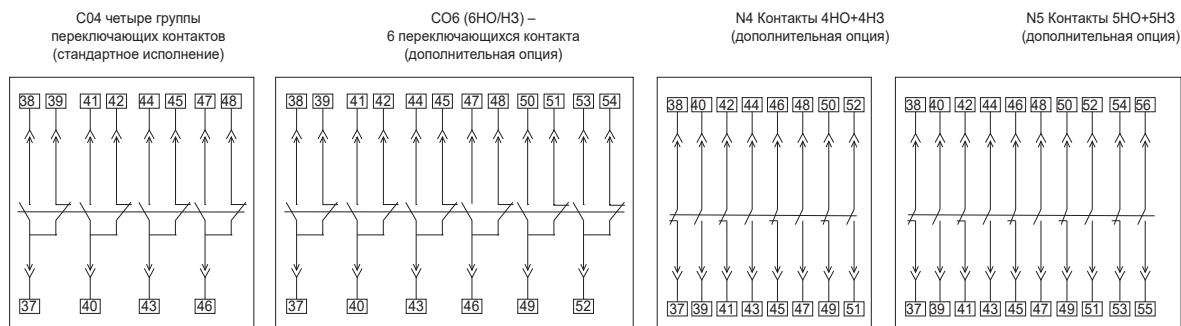 C04 четыре группы
переключающих контактов
(стандартное исполнение)
CO6 (6НО/НЗ) –
6 переключающихся контакта
(дополнительная опция)
N4 Контакты 4НО+4НЗ
(дополнительная опция)
N5 Контакты 5НО+5НЗ
(дополнительная опция)
38 39 41 42 44 45 47 48
37 40 43 46
38 39 41 42 44 45 47 48 50 51 53 54
37 40 43 46 49 52
38 40 42 44 46 48 50 52
37 39 41 43 45 47 49 51
38 40 42 44 46 48 50 52 54 56
37 39 41 43 45 47 49 51 53 55